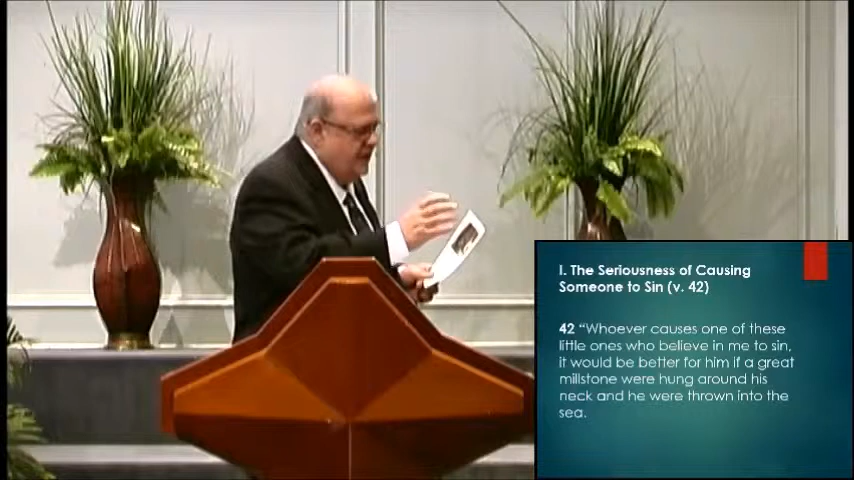 I. The Seriousness of Causing
Someone to Sin (v. 42)
42 “Whoever causes one of these
little ones who believe in me to sin,
it would be better for him if a great
millstone were hung around his
neck and he were thrown into the
sea.